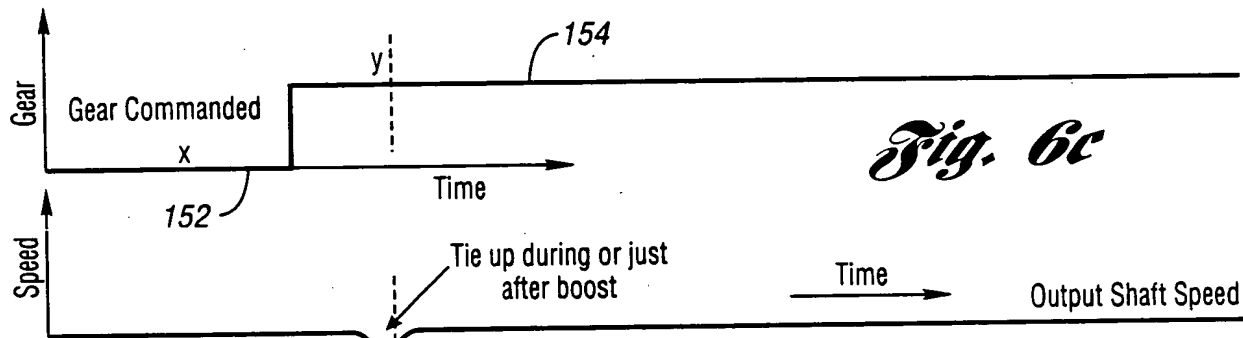 154
y
Gear
Gear Commanded
x
Fig. 6c
152
Time
Speed
Tie up during or just
after boost
Time
Output Shaft Speed